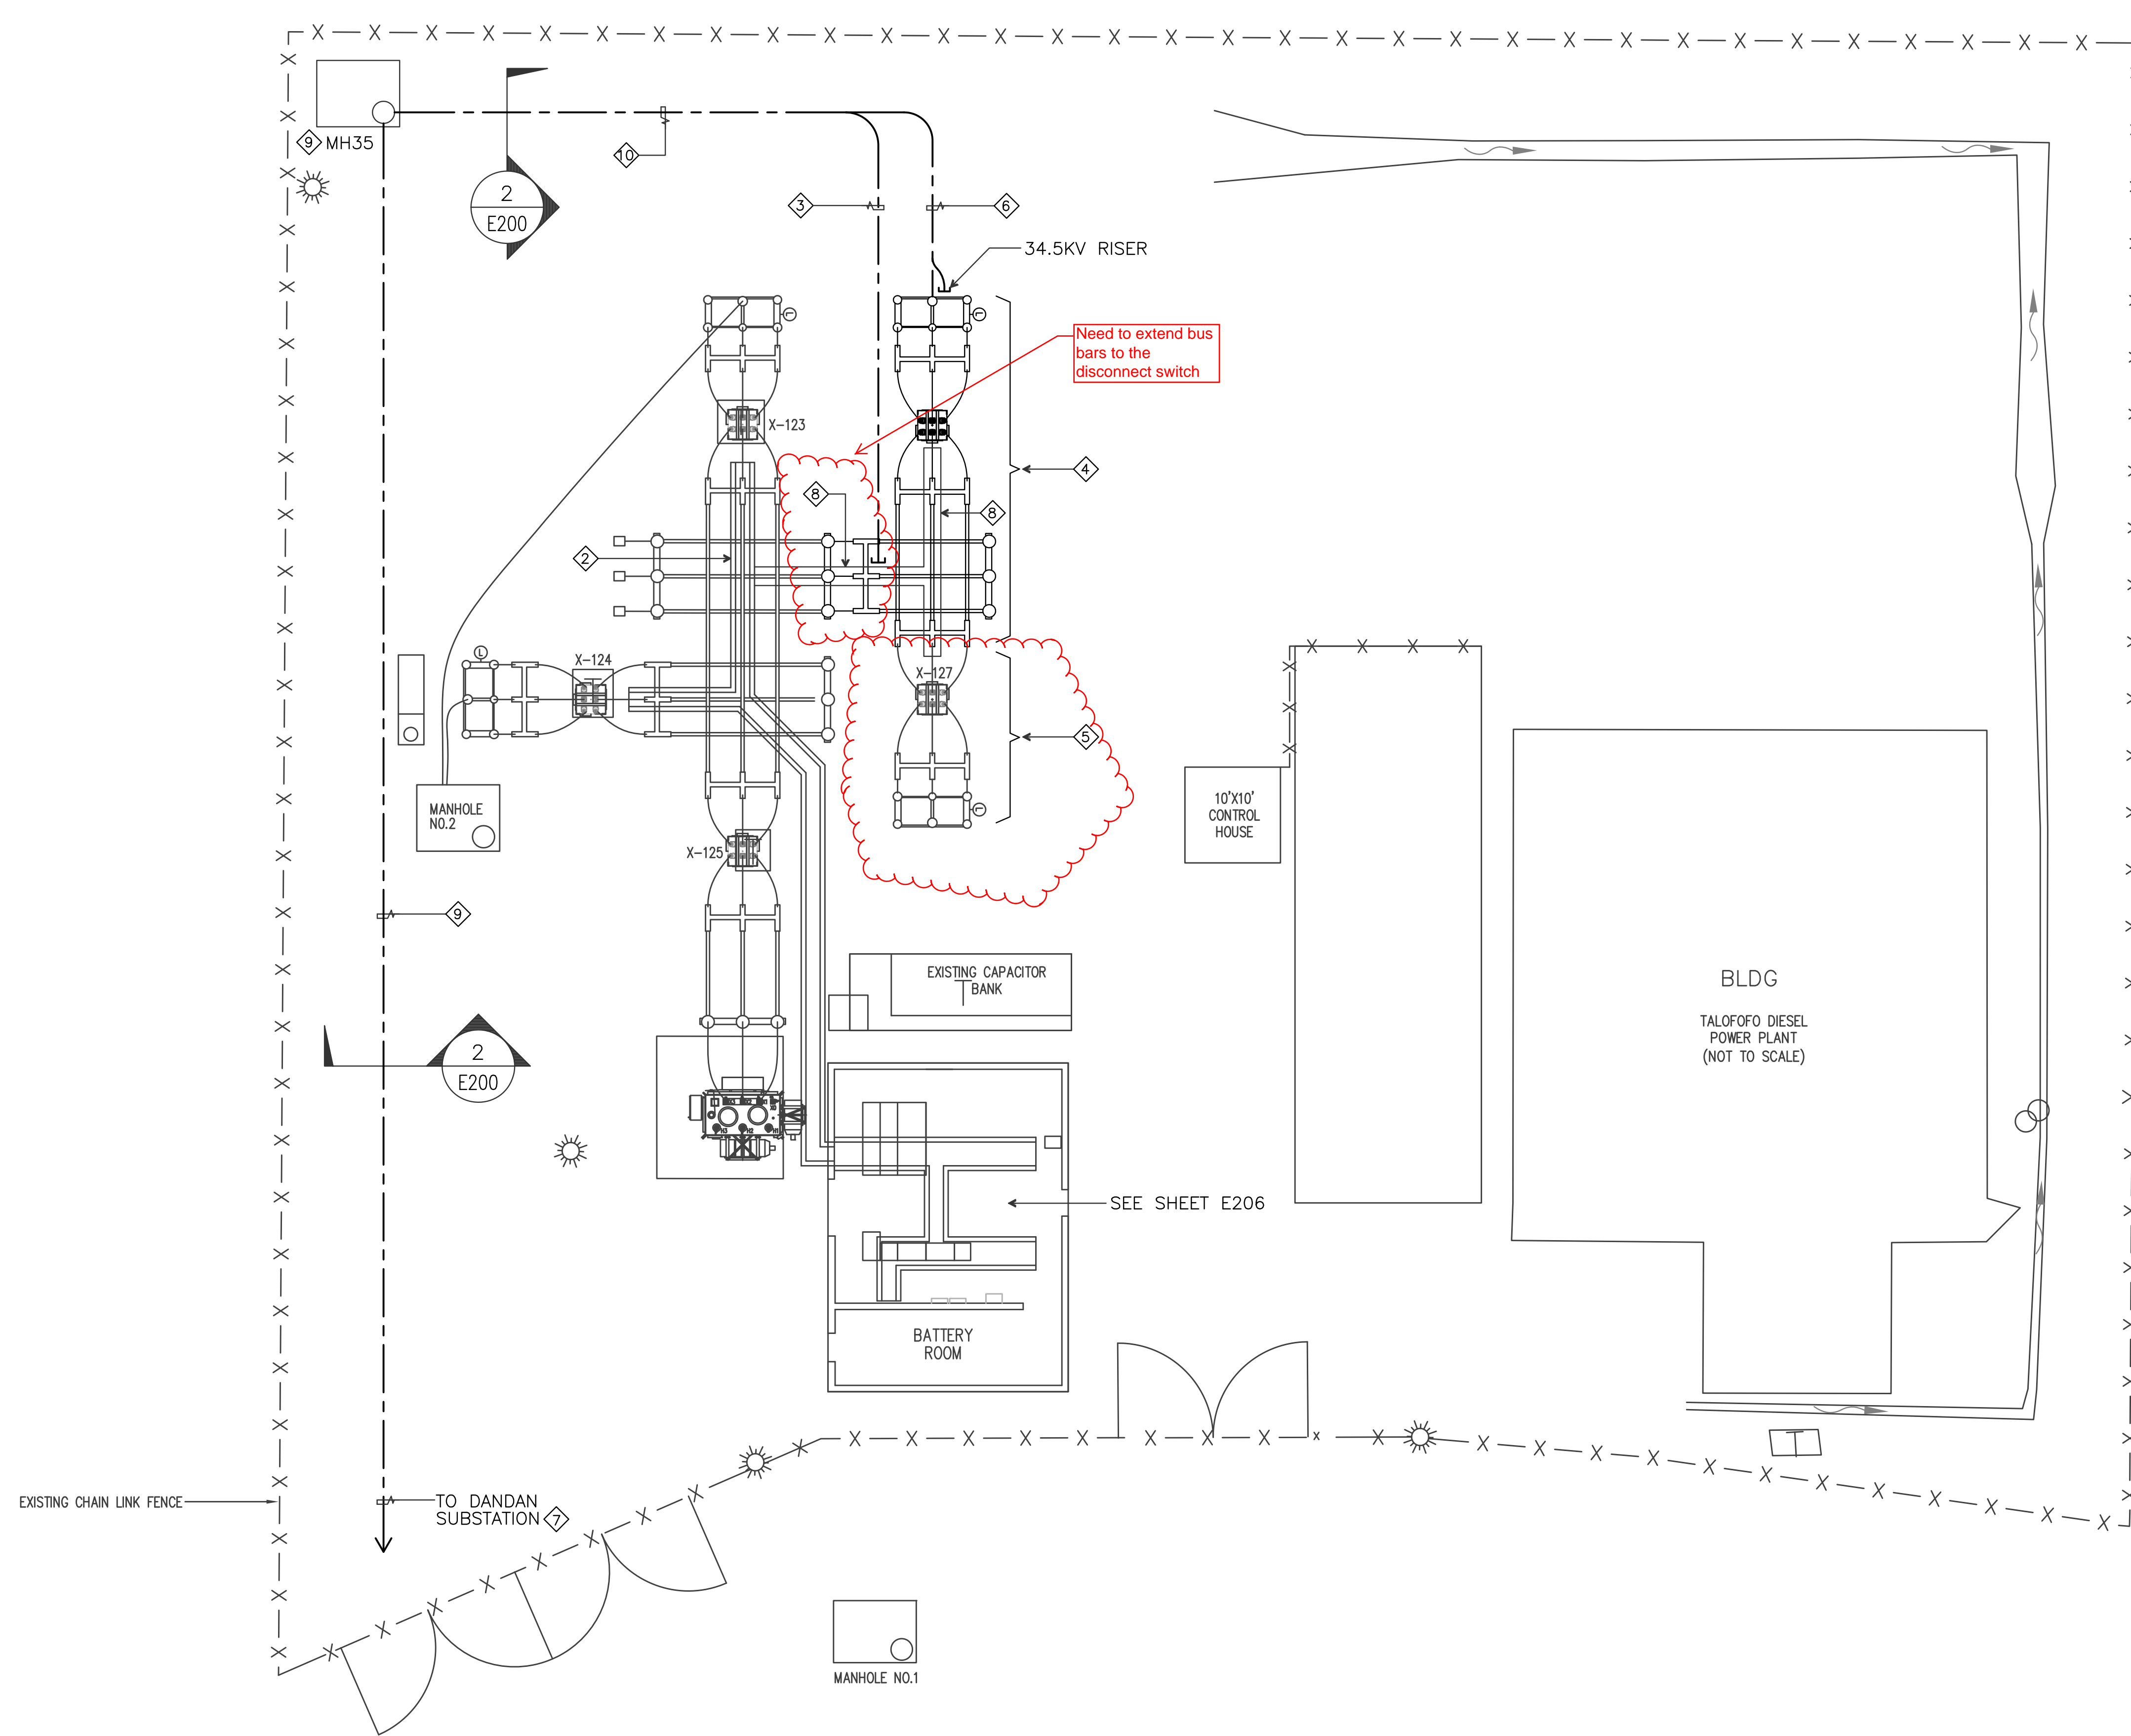 9
MH35
10
2
E200
3
6
34.5KV RISER
L
L
Need to extend bus
bars to the
disconnect switch
X-123
4
8
8
2
L
X-124
X-127
5
MANHOLE
NO.2
10'X10'
CONTROL
HOUSE
L
X-125
9
EXISTING CAPACITOR
BANK
BLDG
TALOFOFO DIESEL
POWER PLANT
(NOT TO SCALE)
2
E200
H3
H2
H1
SEE SHEET E206
BATTERY
ROOM
EXISTING CHAIN LINK FENCE
TO DANDAN
SUBSTATION 7
MANHOLE NO.1